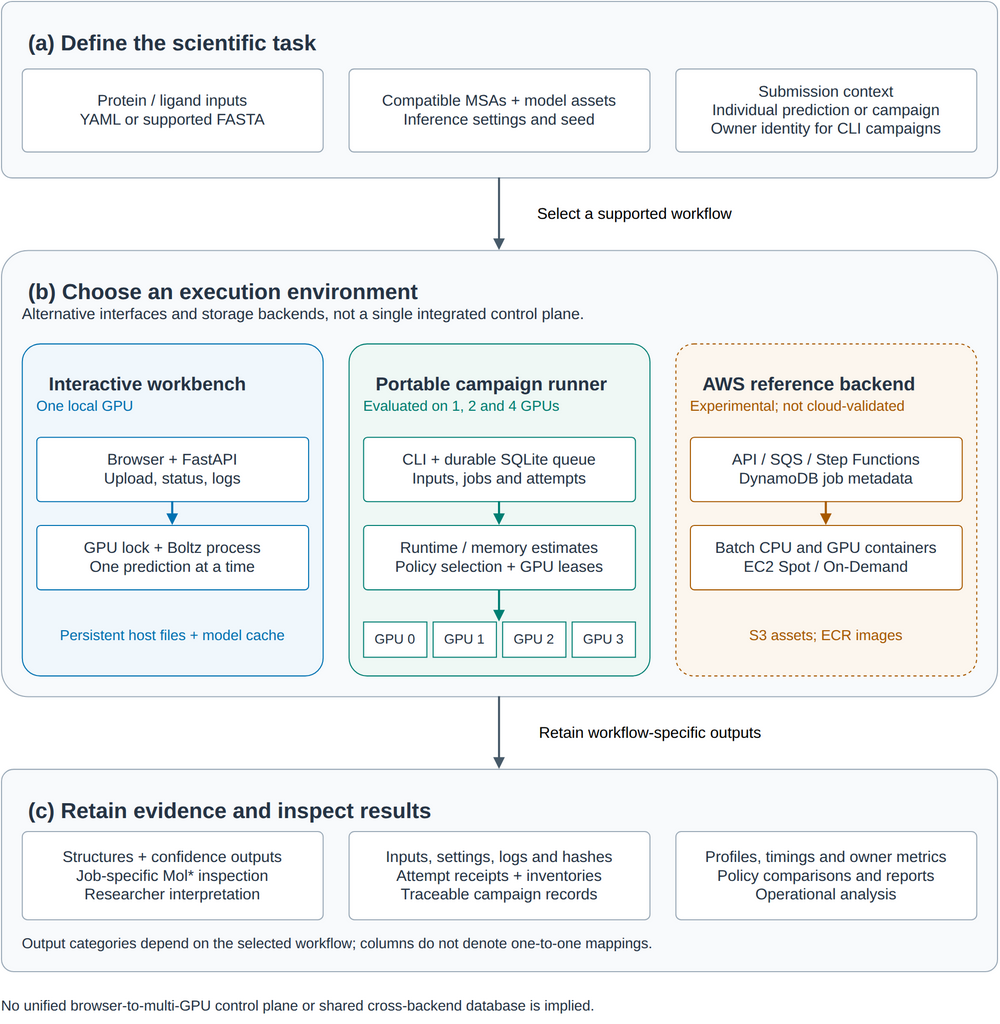 (a) Define the scientific task
Protein / ligand inputs
YAML or supported FASTA
Compatible MSAs + model assets
Inference settings and seed
Submission context
Individual prediction or campaign
Owner identity for CLI campaigns
Select a supported workflow
(b) Choose an execution environment
Alternative interfaces and storage backends, not a single integrated control plane.
Interactive workbench
One local GPU
Browser + FastAPI
Upload, status, logs
GPU lock + Boltz process
One prediction at a time
Persistent host files + model cache
Portable campaign runner
Evaluated on 1, 2 and 4 GPUs
CLI + durable SQLite queue
Inputs, jobs and attempts
Runtime / memory estimates
Policy selection + GPU leases
GPU 0
GPU 1
GPU 2
GPU 3
AWS reference backend
Experimental; not cloud-validated
API / SQS / Step Functions
DynamoDB job metadata
Batch CPU and GPU containers
EC2 Spot / On-Demand
S3 assets; ECR images
Retain workflow-specific outputs
(c) Retain evidence and inspect results
Structures + confidence outputs
Job-specific Mol* inspection
Researcher interpretation
Inputs, settings, logs and hashes
Attempt receipts + inventories
Traceable campaign records
Profiles, timings and owner metrics
Policy comparisons and reports
Operational analysis
Output categories depend on the selected workflow; columns do not denote one-to-one mappings.
No unified browser-to-multi-GPU control plane or shared cross-backend database is implied.